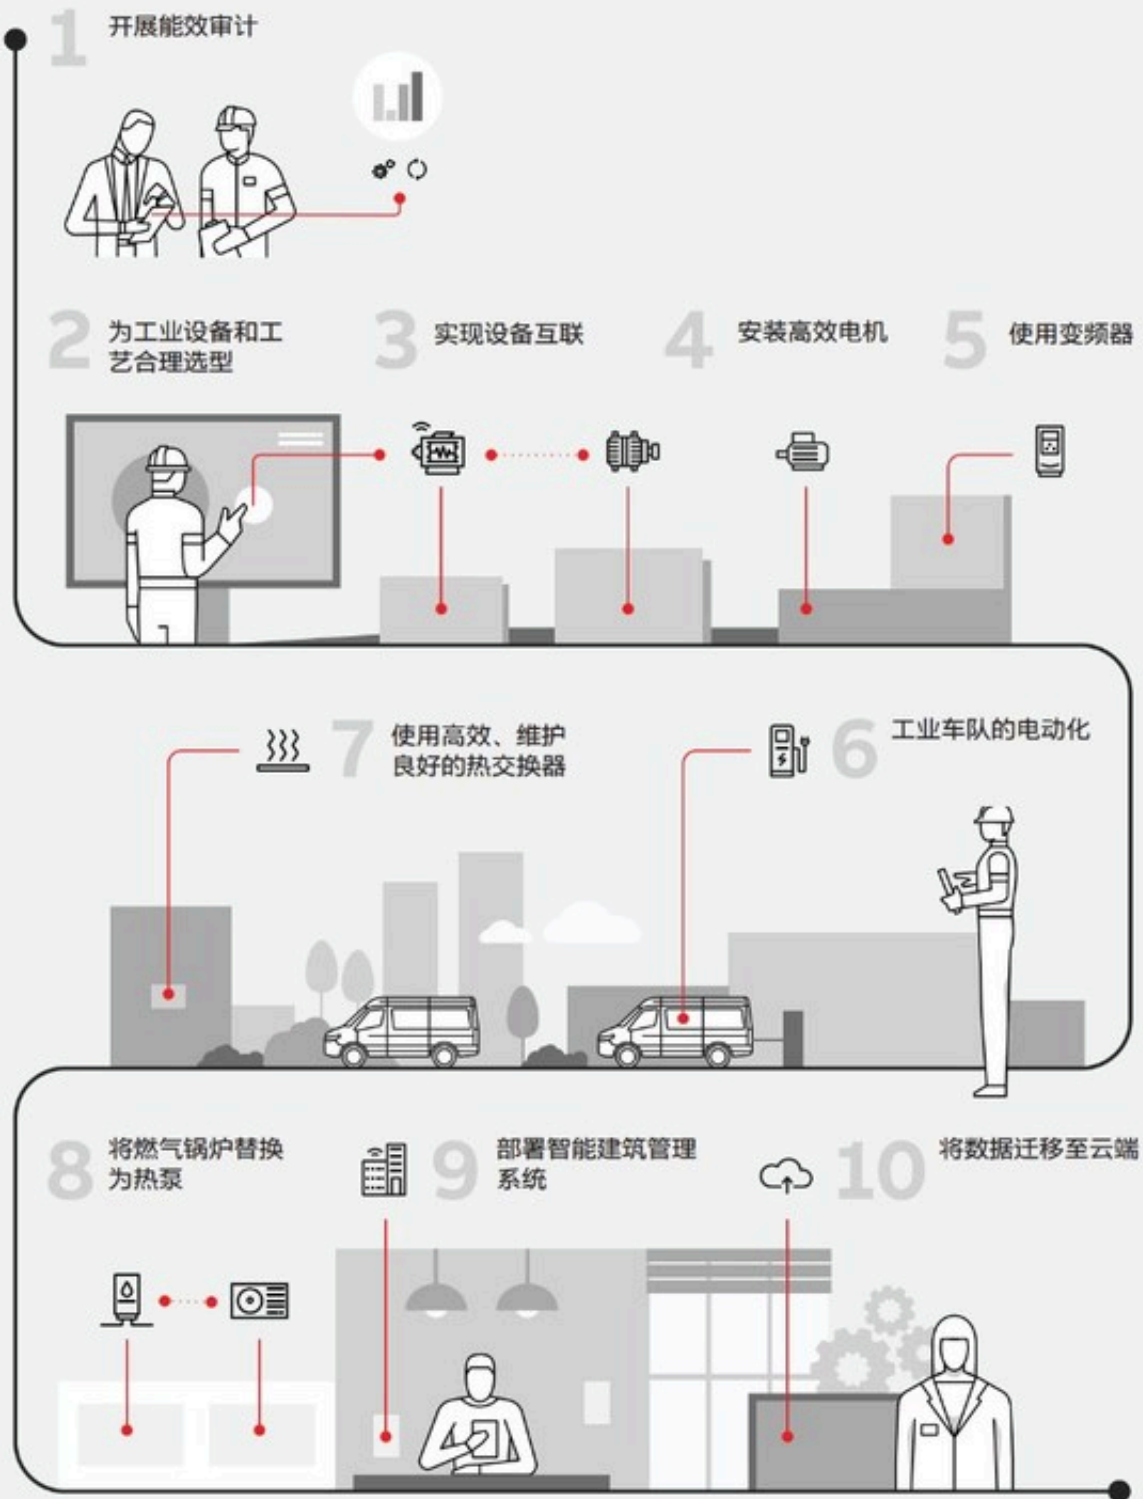 1 开展能效审计
2 为工业设备和工
艺合理选型
3 实现设备互联
4 安装高效电机
5 使用变频器
6 工业车队的电动化
7 使用高效、维护
良好的热交换器
8 将燃气锅炉替换
为热泵
9 部署智能建筑管理
系统
10 将数据迁移至云端